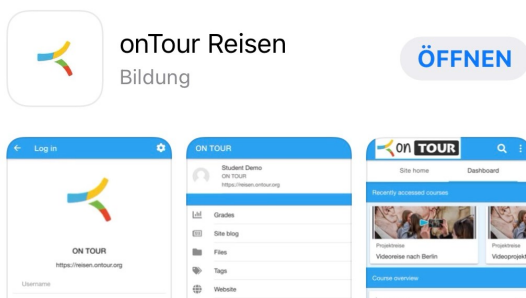 onTour Reisen
Bildung
ÖFFNEN
Log in
ON TOUR
https://reisen.ontour.org
Username
ON TOUR
Student Demo
ON TOUR
https://reisen.ontour.org
Grades
Site blog
Files
Tags
Website
on TOUR
Site home
Dashboard
Recently accessed courses
Projektreise
Videoreise nach Berlin
Projektreise
Videoprojekt
Course overview